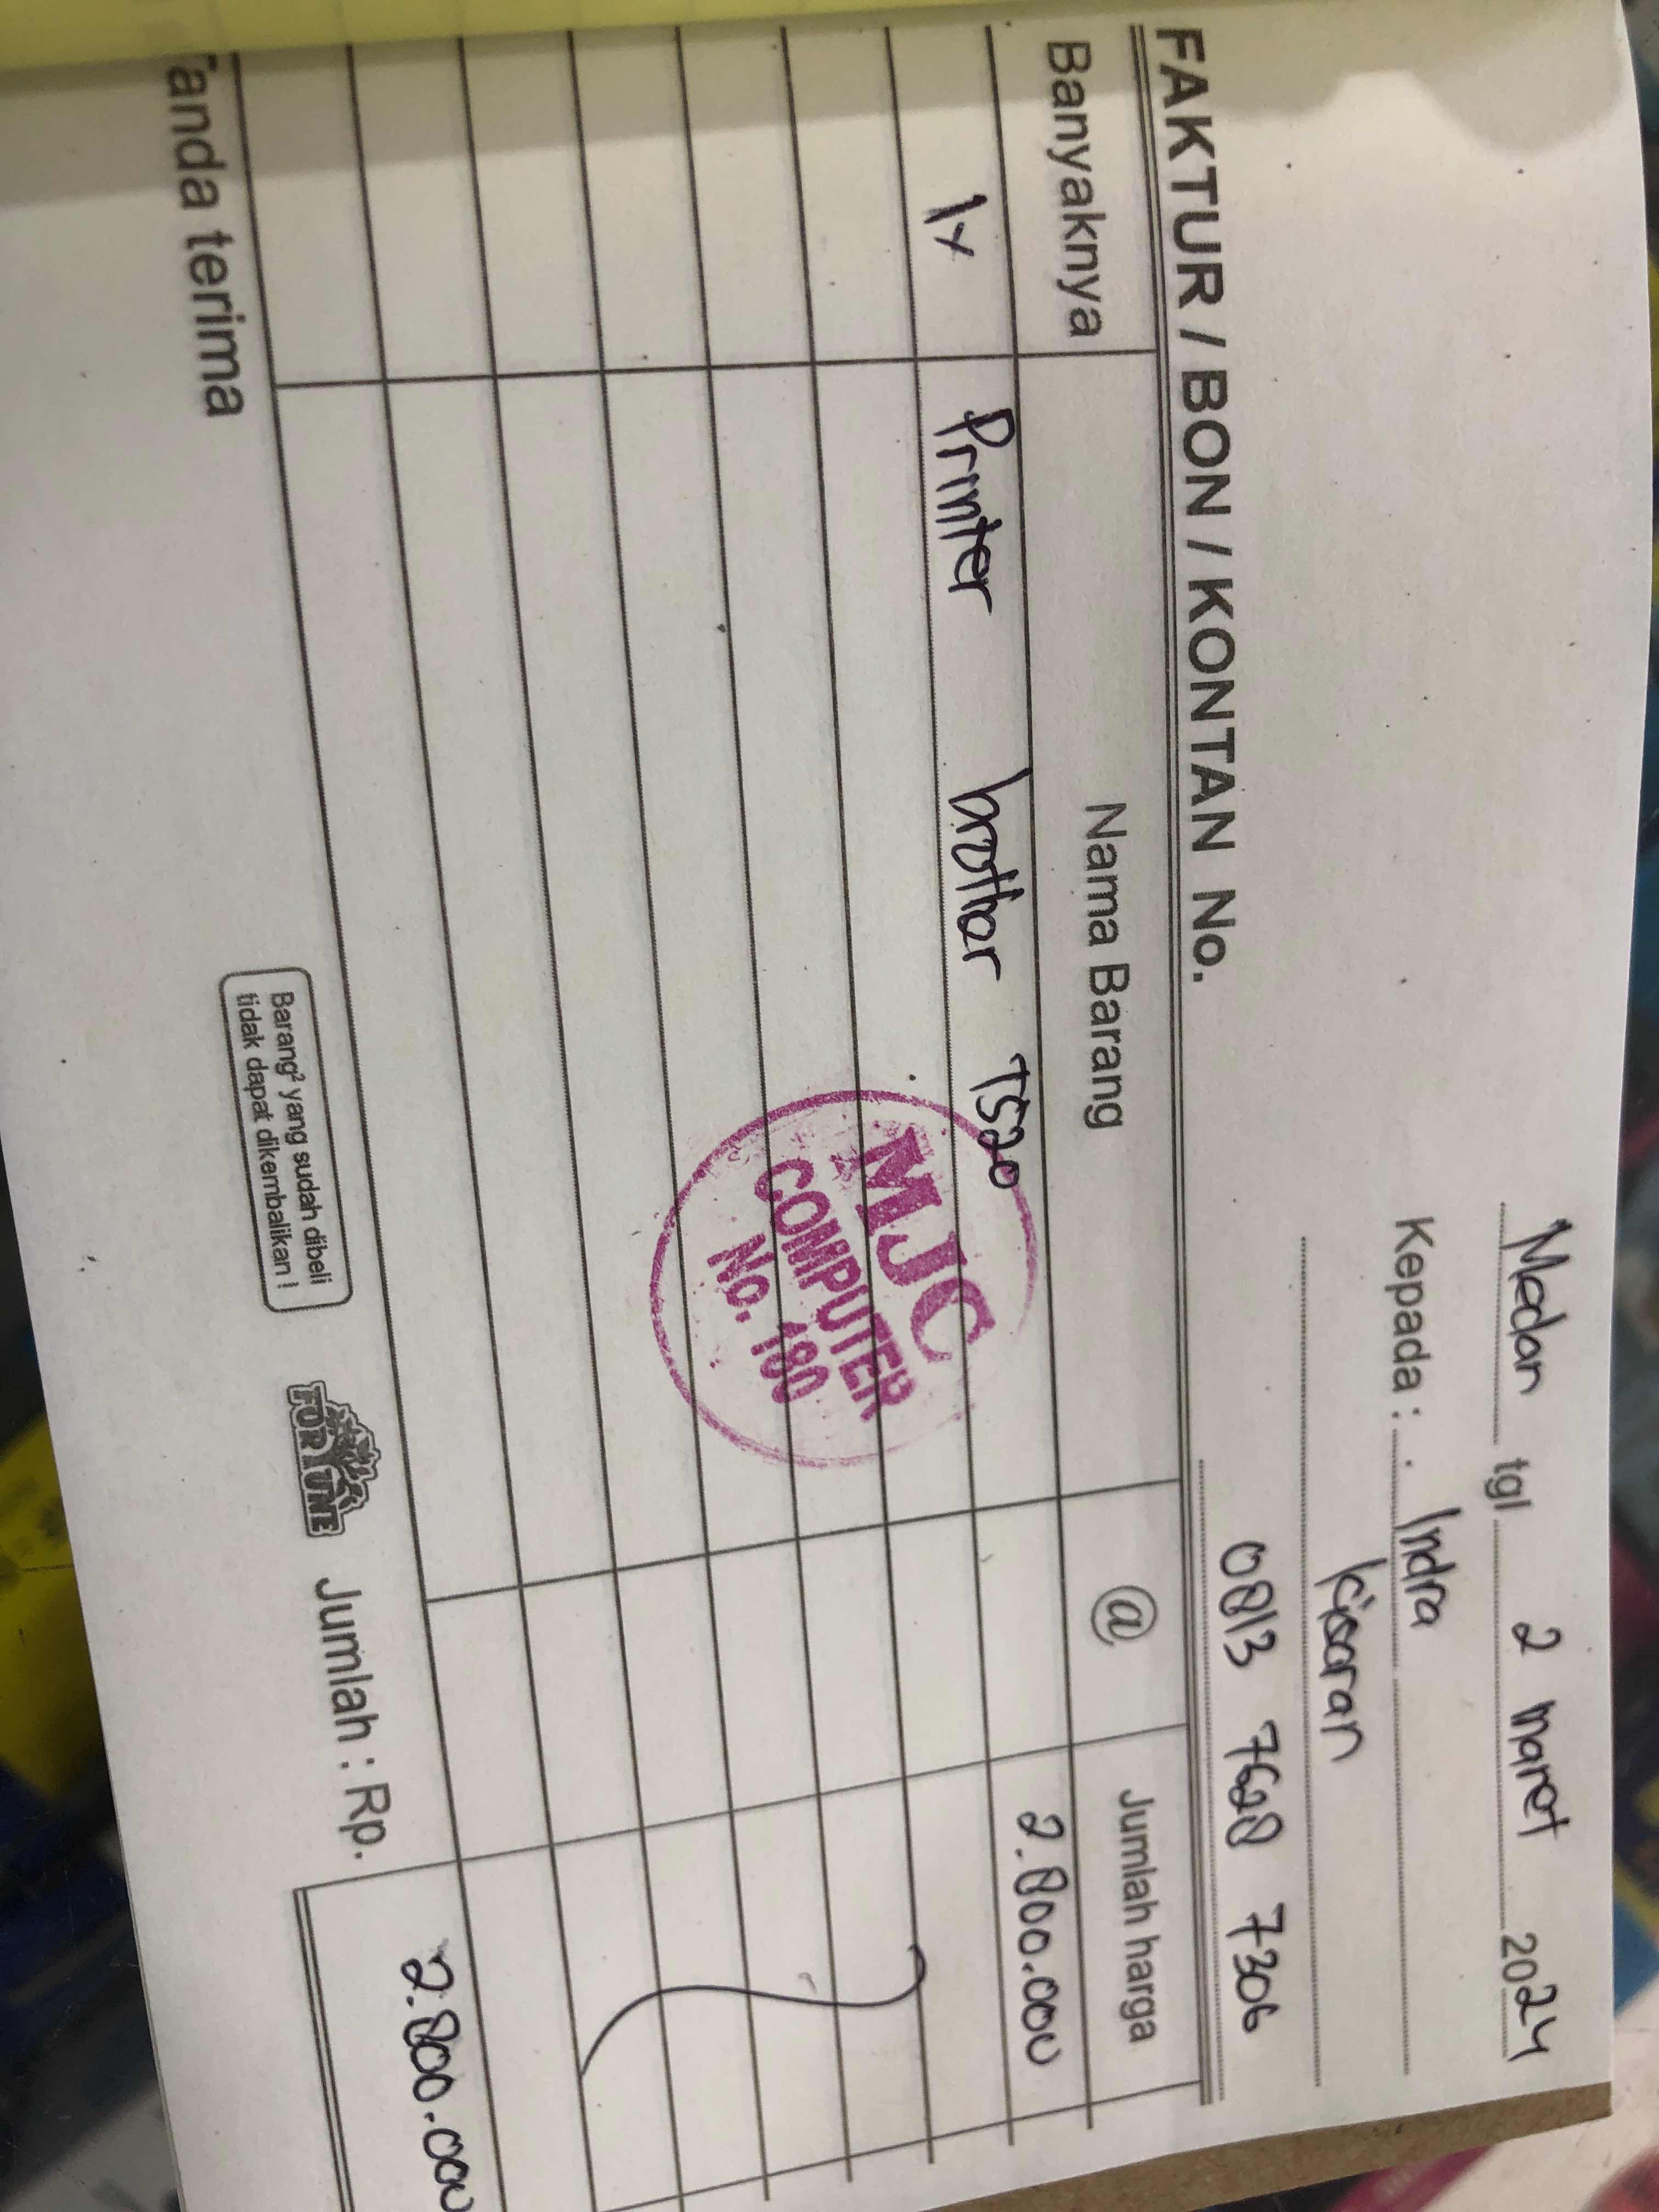 Medan tgl 2 maret 2024
Kepada : Indra
Kisaran
0813 7628 7306
FAKTUR / BON / KONTAN No.
Banyaknya Nama Barang @ Jumlah harga
1x Printer brother T520 2.800.000
MJC
COMPUTER
No. 180
Tanda terima
Barang² yang sudah dibeli
tidak dapat dikembalikan !
FORTUNE
Jumlah : Rp. 2.800.000